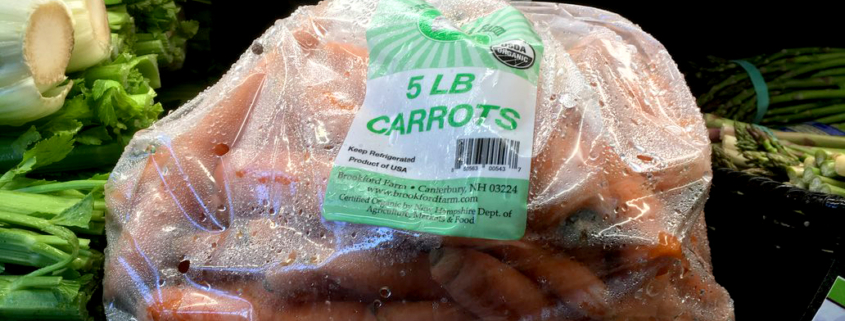 USDA
ORGANIC
5 LB
CARROTS
Keep Refrigerated
Product of USA
00543
Brookford Farm • Canterbury, NH 03224
www.brookfordfarm.com
Certified Organic by New Hampshire Dept. of
Agriculture, Markets & Food